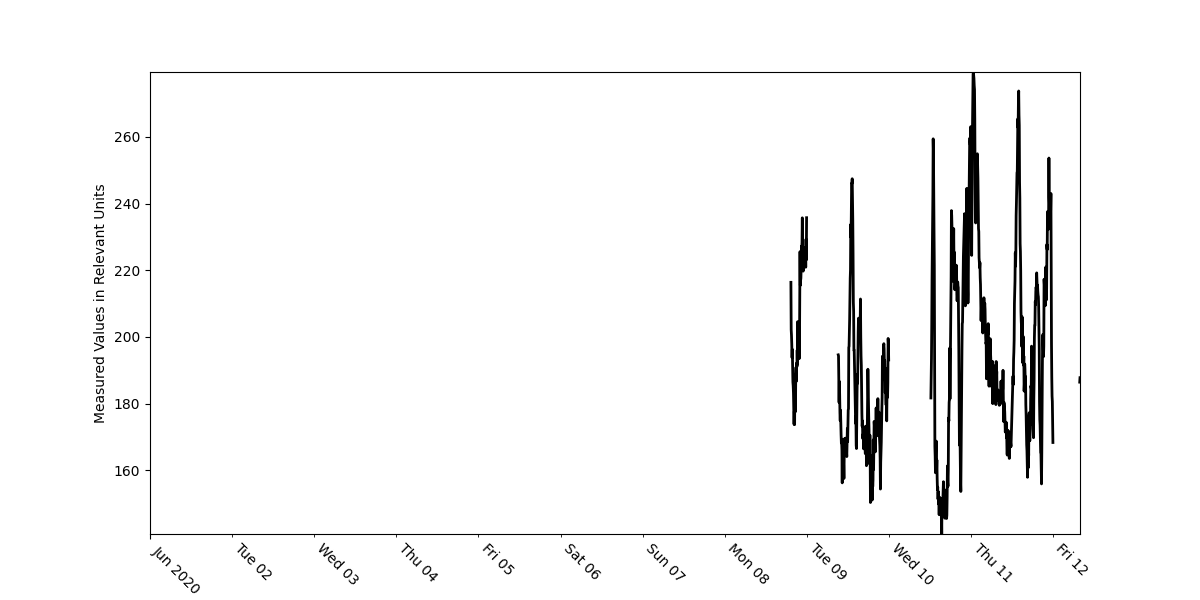 Measured Values in Relevant Units
260
240
220
200
180
160
Jun 2020
Tue 02
Wed 03
Thu 04
Fri 05
Sat 06
Sun 07
Mon 08
Tue 09
Wed 10
Thu 11
Fri 12